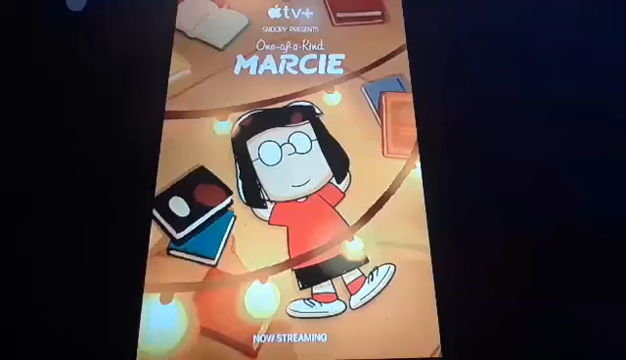 tv+
SNOOPY PRESENTS
One-of-a-Kind
MARCIE
NOW STREAMING